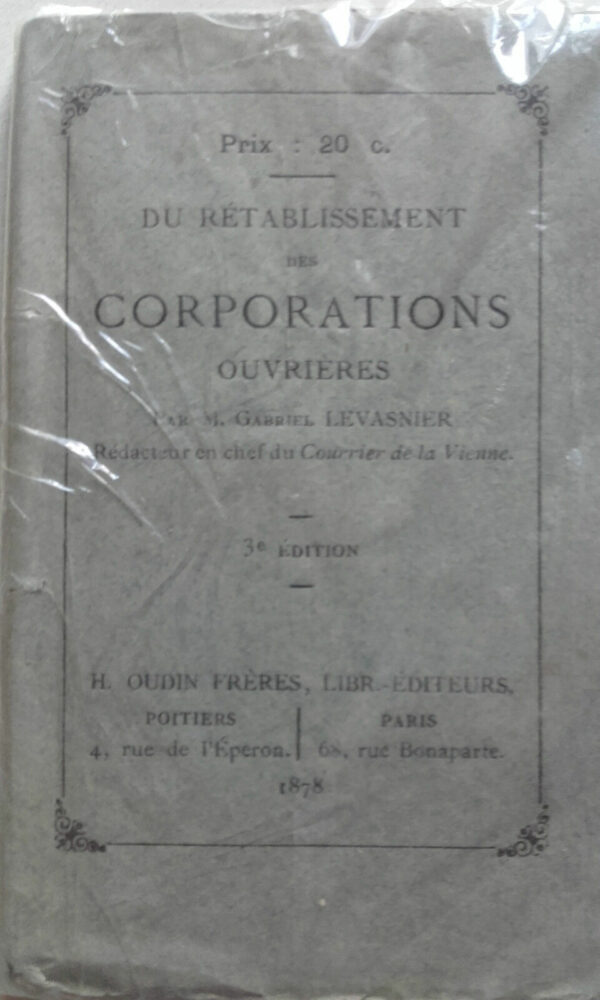 Prix : 20 c.
DU RÉTABLISSEMENT
DES
CORPORATIONS
OUVRIÈRES
PAR M. GABRIEL LEVASNIER
Rédacteur en chef du Courrier de la Vienne.
3e ÉDITION
H. OUDIN FRÈRES, LIBR.-ÉDITEURS,
POITIERS
4, rue de l'Éperon.
PARIS
68, rue Bonaparte.
1878